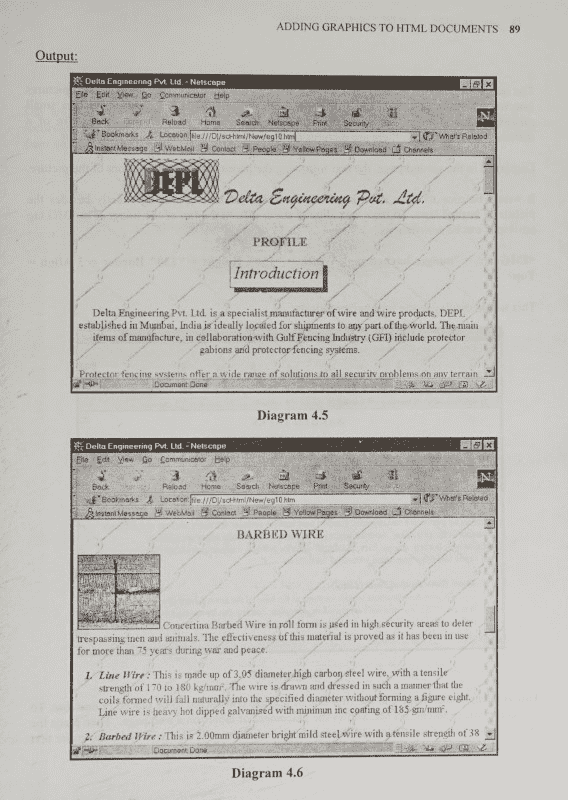 ADDING GRAPHICS TO HTML DOCUMENTS 89
Output:
Delta Engineering Pvt. Ltd. - Netscape
File Edit View Go Communicator Help
Back Reload Home Search Netscape Print Security
Bookmarks Location: file:///D|/sct-html/New/eg10.htm What's Related
Instant Message WebMail Contact People Yellow Pages Download Channels
DEPL Delta Engineering Pvt. Ltd.
PROFILE
Introduction
Delta Engineering Pvt. Ltd. is a specialist manufacturer of wire and wire products. DEPL
established in Mumbai, India is ideally located for shipments to any part of the world. The main
items of manufacture, in collaboration with Gulf Fencing Industry (GFI) include protector
gabions and protector fencing systems.
Protector fencing systems offer a wide range of solutions to all security problems on any terrain
Document Done
Diagram 4.5
Delta Engineering Pvt. Ltd. - Netscape
File Edit View Go Communicator Help
Back Reload Home Search Netscape Print Security
Bookmarks Location: file:///D|/sct-html/New/eg10.htm What's Related
Instant Message WebMail Contact People Yellow Pages Download Channels
BARBED WIRE
Concertina Barbed Wire in roll form is used in high security areas to deter
trespassing men and animals. The effectiveness of this material is proved as it has been in use
for more than 75 years during war and peace.
1. Line Wire : This is made up of 3.05 diameter high carbon steel wire, with a tensile
strength of 170 to 180 kg/mm². The wire is drawn and dressed in such a manner that the
coils formed will fall naturally into the specified diameter without forming a figure eight.
Line wire is heavy hot dipped galvanised with minimun inc coating of 185 gm/mm².
2. Barbed Wire : This is 2.00mm diameter bright mild steel wire with a tensile strength of 38
Document Done
Diagram 4.6